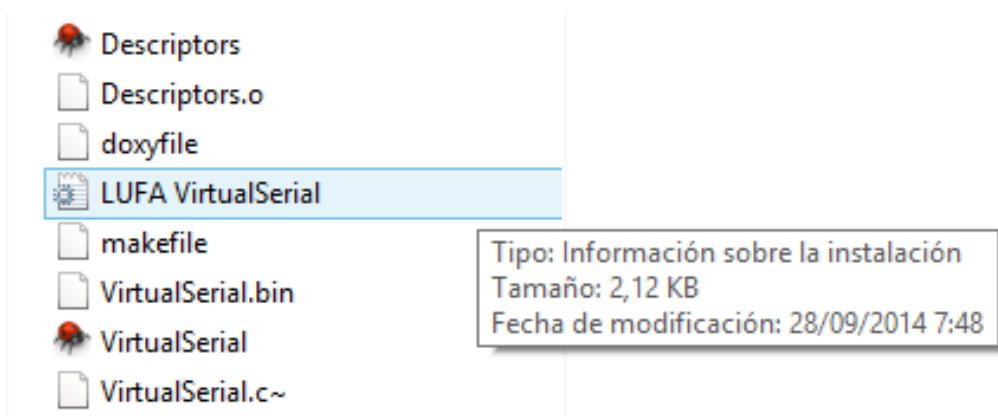 Descriptors
Descriptors.o
doxyfile
LUFA VirtualSerial
makefile
VirtualSerial.bin
VirtualSerial
VirtualSerial.c~
Tipo: Información sobre la instalación
Tamaño: 2,12 KB
Fecha de modificación: 28/09/2014 7:48